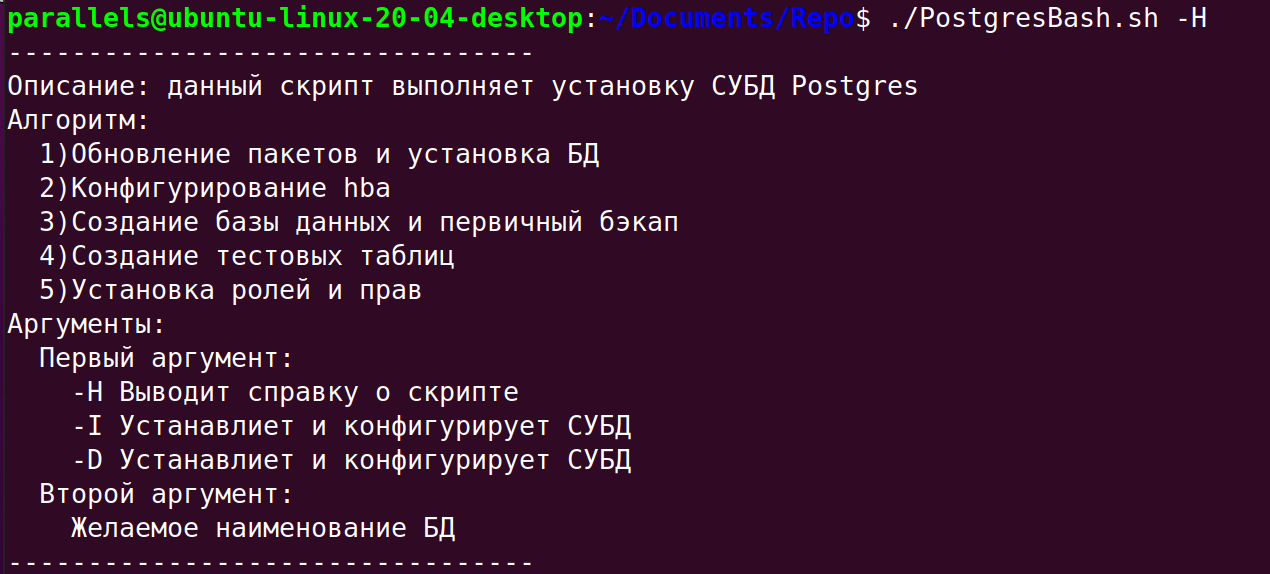 parallels@ubuntu-linux-20-04-desktop:~/Documents/Repo$ ./PostgresBash.sh -H
---------------------------------
Описание: данный скрипт выполняет установку СУБД Postgres
Алгоритм:
  1)Обновление пакетов и установка БД
  2)Конфигурирование hba
  3)Создание базы данных и первичный бэкап
  4)Создание тестовых таблиц
  5)Установка ролей и прав
Аргументы:
  Первый аргумент:
    -H Выводит справку о скрипте
    -I Устанавлиет и конфигурирует СУБД
    -D Устанавлиет и конфигурирует СУБД
  Второй аргумент:
    Желаемое наименование БД
---------------------------------